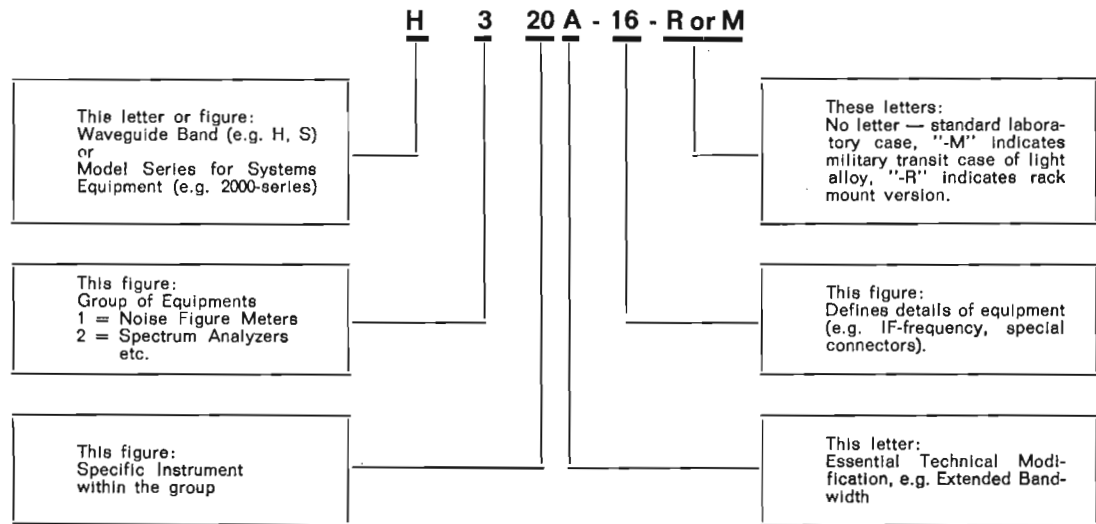 H 3 20 A - 16 - R or M
This letter or figure:
Waveguide Band (e.g. H, S)
or
Model Series for Systems
Equipment (e.g. 2000-series)
These letters:
No letter — standard labora-
tory case, "-M" indicates
military transit case of light
alloy, "-R" indicates rack
mount version.
This figure:
Group of Equipments
1 = Noise Figure Meters
2 = Spectrum Analyzers
etc.
This figure:
Defines details of equipment
(e.g. IF-frequency, special
connectors).
This figure:
Specific Instrument
within the group
This letter:
Essential Technical Modi-
fication, e.g. Extended Band-
width